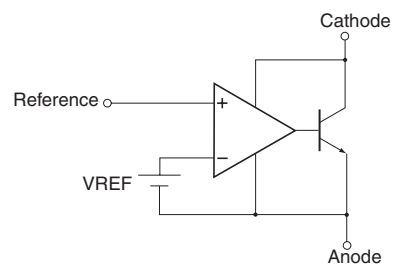 Cathode
Reference
+
−
VREF
Anode